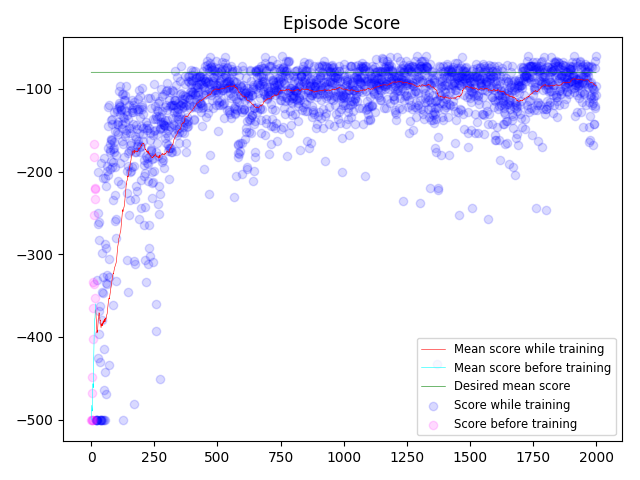 Episode Score
−100
−200
−300
−400
−500
0
250
500
750
1000
1250
1500
1750
2000
Mean score while training
Mean score before training
Desired mean score
Score while training
Score before training